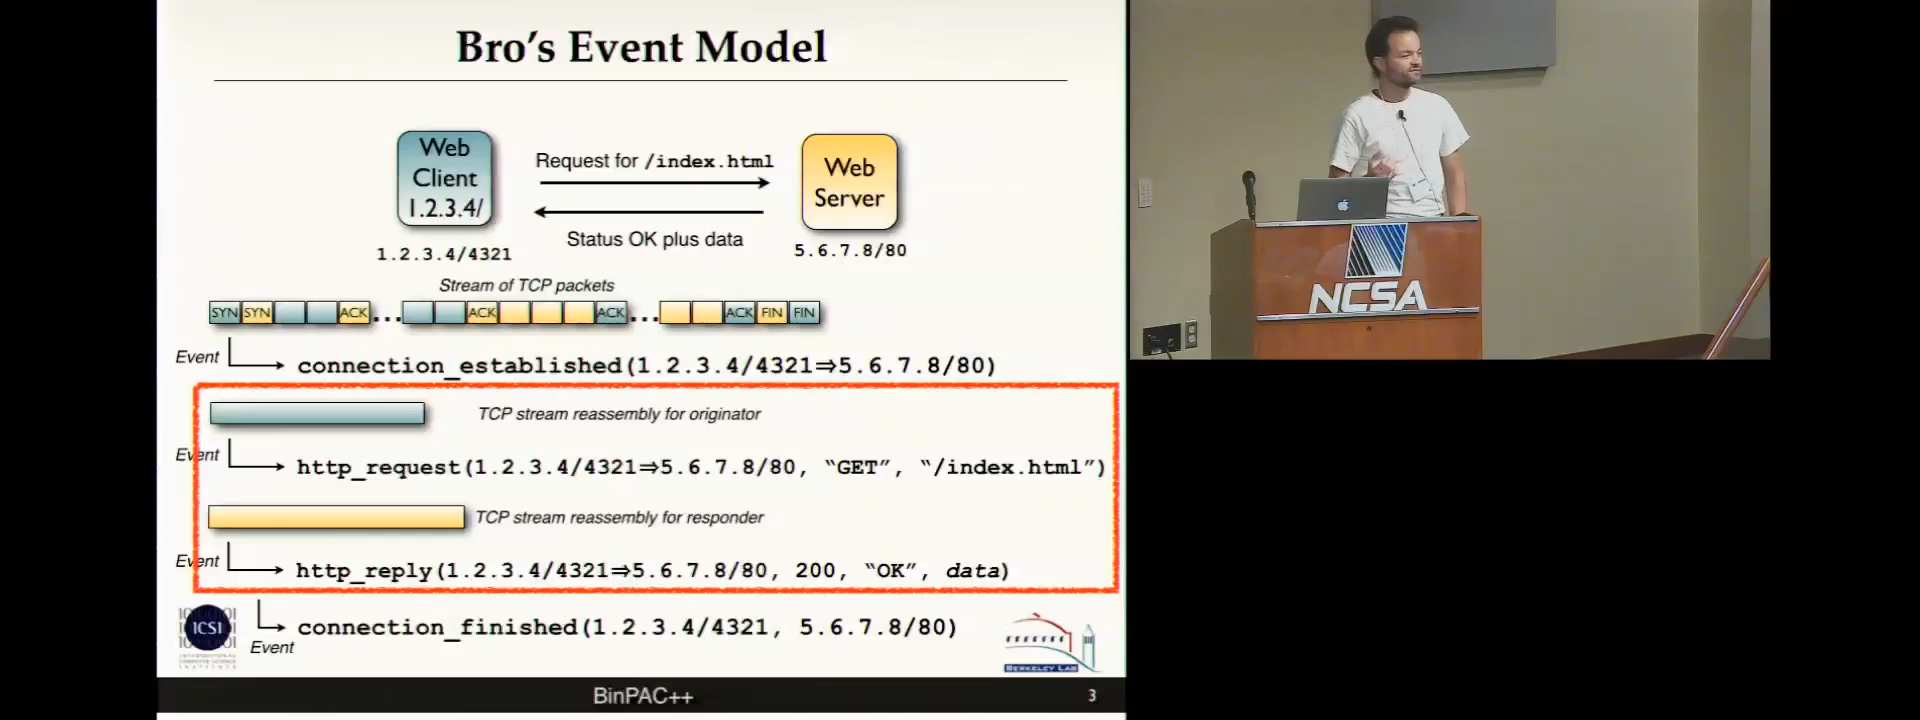 Bro's Event Model
Web
Client
1.2.3.4/
Request for /index.html
Web
Server
Status OK plus data
1.2.3.4/4321
5.6.7.8/80
Stream of TCP packets
SYN SYN ACK ... ACK ACK ... ACK FIN FIN
Event
connection_established(1.2.3.4/4321⇒5.6.7.8/80)
TCP stream reassembly for originator
Event
http_request(1.2.3.4/4321⇒5.6.7.8/80, “GET”, “/index.html”)
TCP stream reassembly for responder
Event
http_reply(1.2.3.4/4321⇒5.6.7.8/80, 200, “OK”, data)
connection_finished(1.2.3.4/4321, 5.6.7.8/80)
Event
ICSI
BERKELEY LAB
BinPAC++
3
NCSA